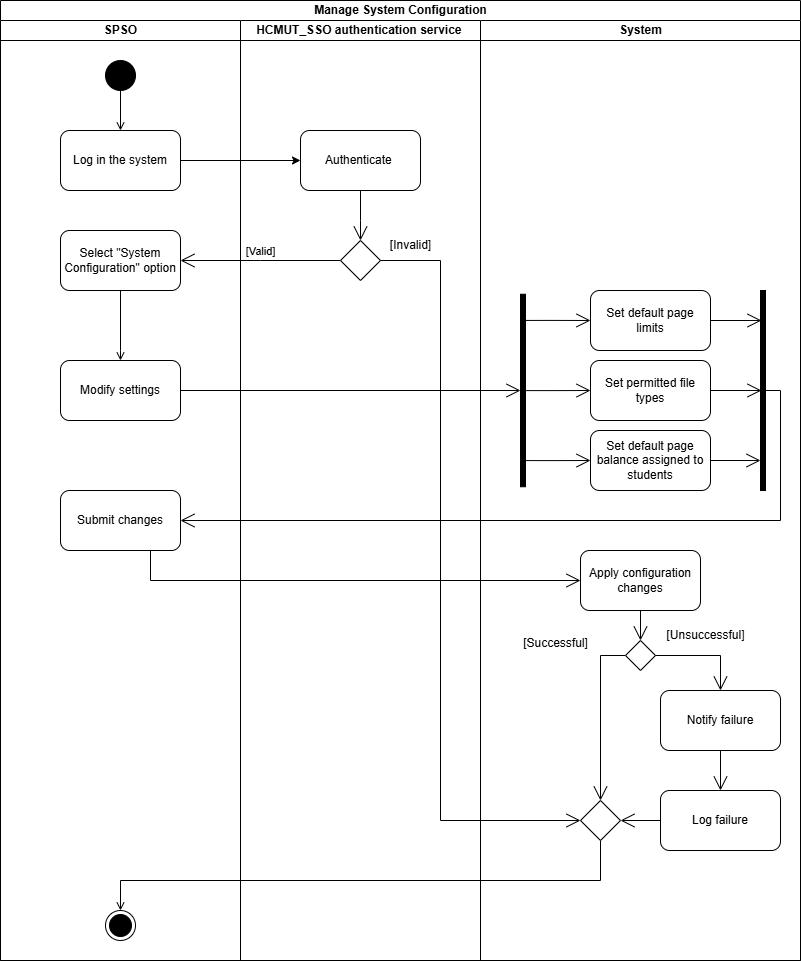 Manage System Configuration
SPSO
HCMUT_SSO authentication service
System
Log in the system
Authenticate
[Valid]
[Invalid]
Select "System
Configuration" option
Set default page
limits
Modify settings
Set permitted file
types
Set default page
balance assigned to
students
Submit changes
Apply configuration
changes
[Successful]
[Unsuccessful]
Notify failure
Log failure